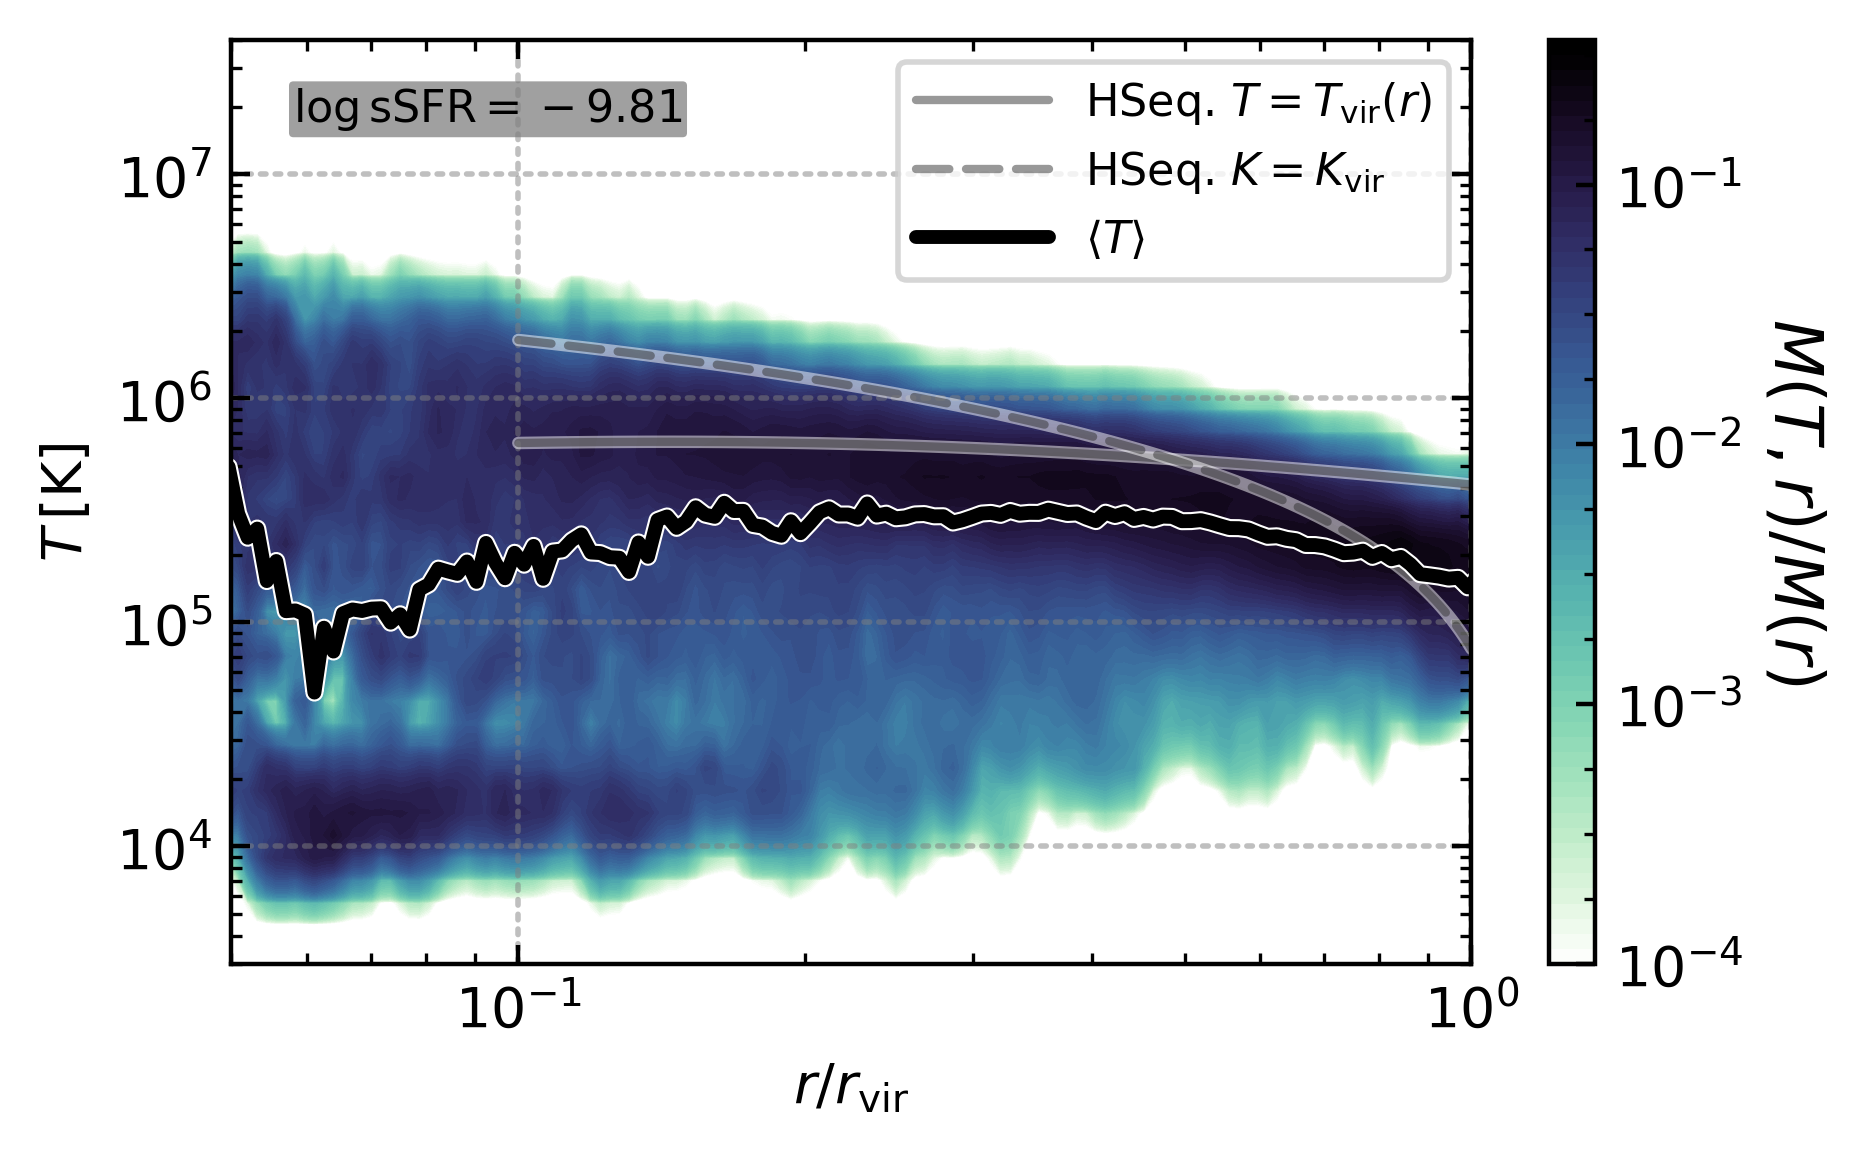 log sSFR = −9.81
HSeq. T = T_vir(r)
HSeq. K = K_vir
⟨T⟩
10^7
10^6
10^5
10^4
T [K]
10^−1
10^0
r/r_vir
10^−1
10^−2
10^−3
10^−4
M(T, r)/M(r)